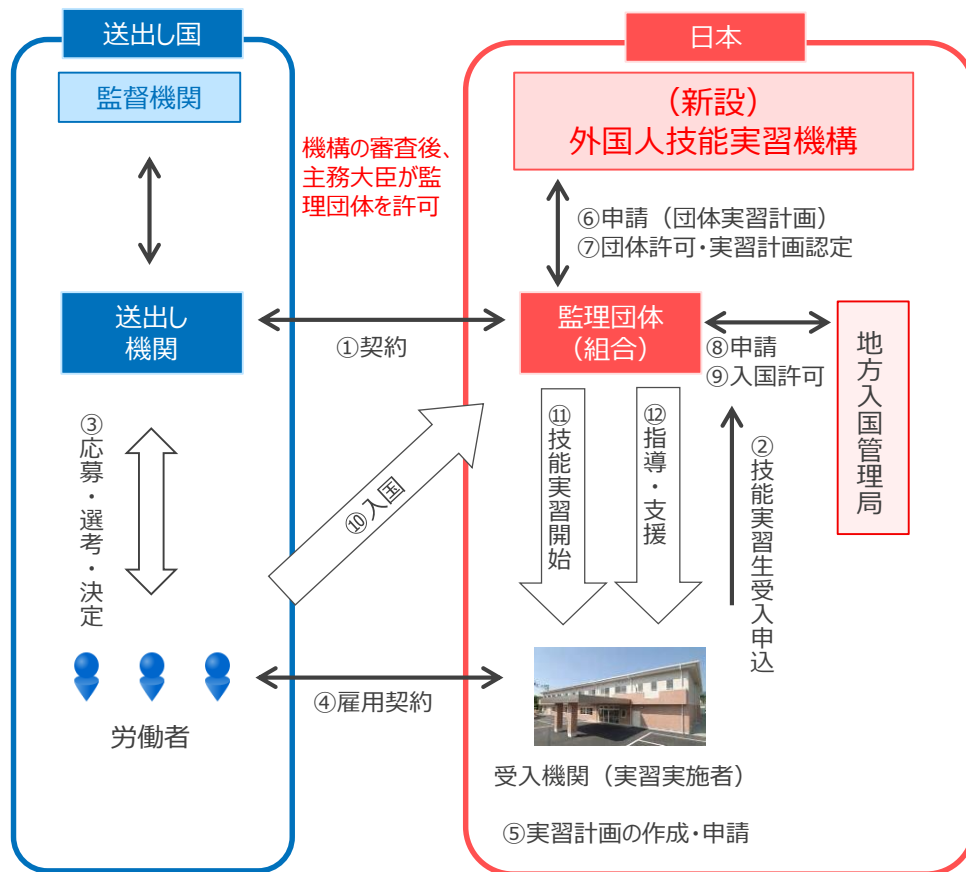 送出し国
監督機関
送出し
機関
③応募・選考・決定
労働者
機構の審査後、
主務大臣が監
理団体を許可
①契約
⑩入国
④雇用契約
日本
(新設)
外国人技能実習機構
⑥申請(団体実習計画)
⑦団体許可・実習計画認定
監理団体
(組合)
⑧申請
⑨入国許可
地方入国管理局
⑪技能実習開始
⑫指導・支援
②技能実習生受入申込
受入機関(実習実施者)
⑤実習計画の作成・申請